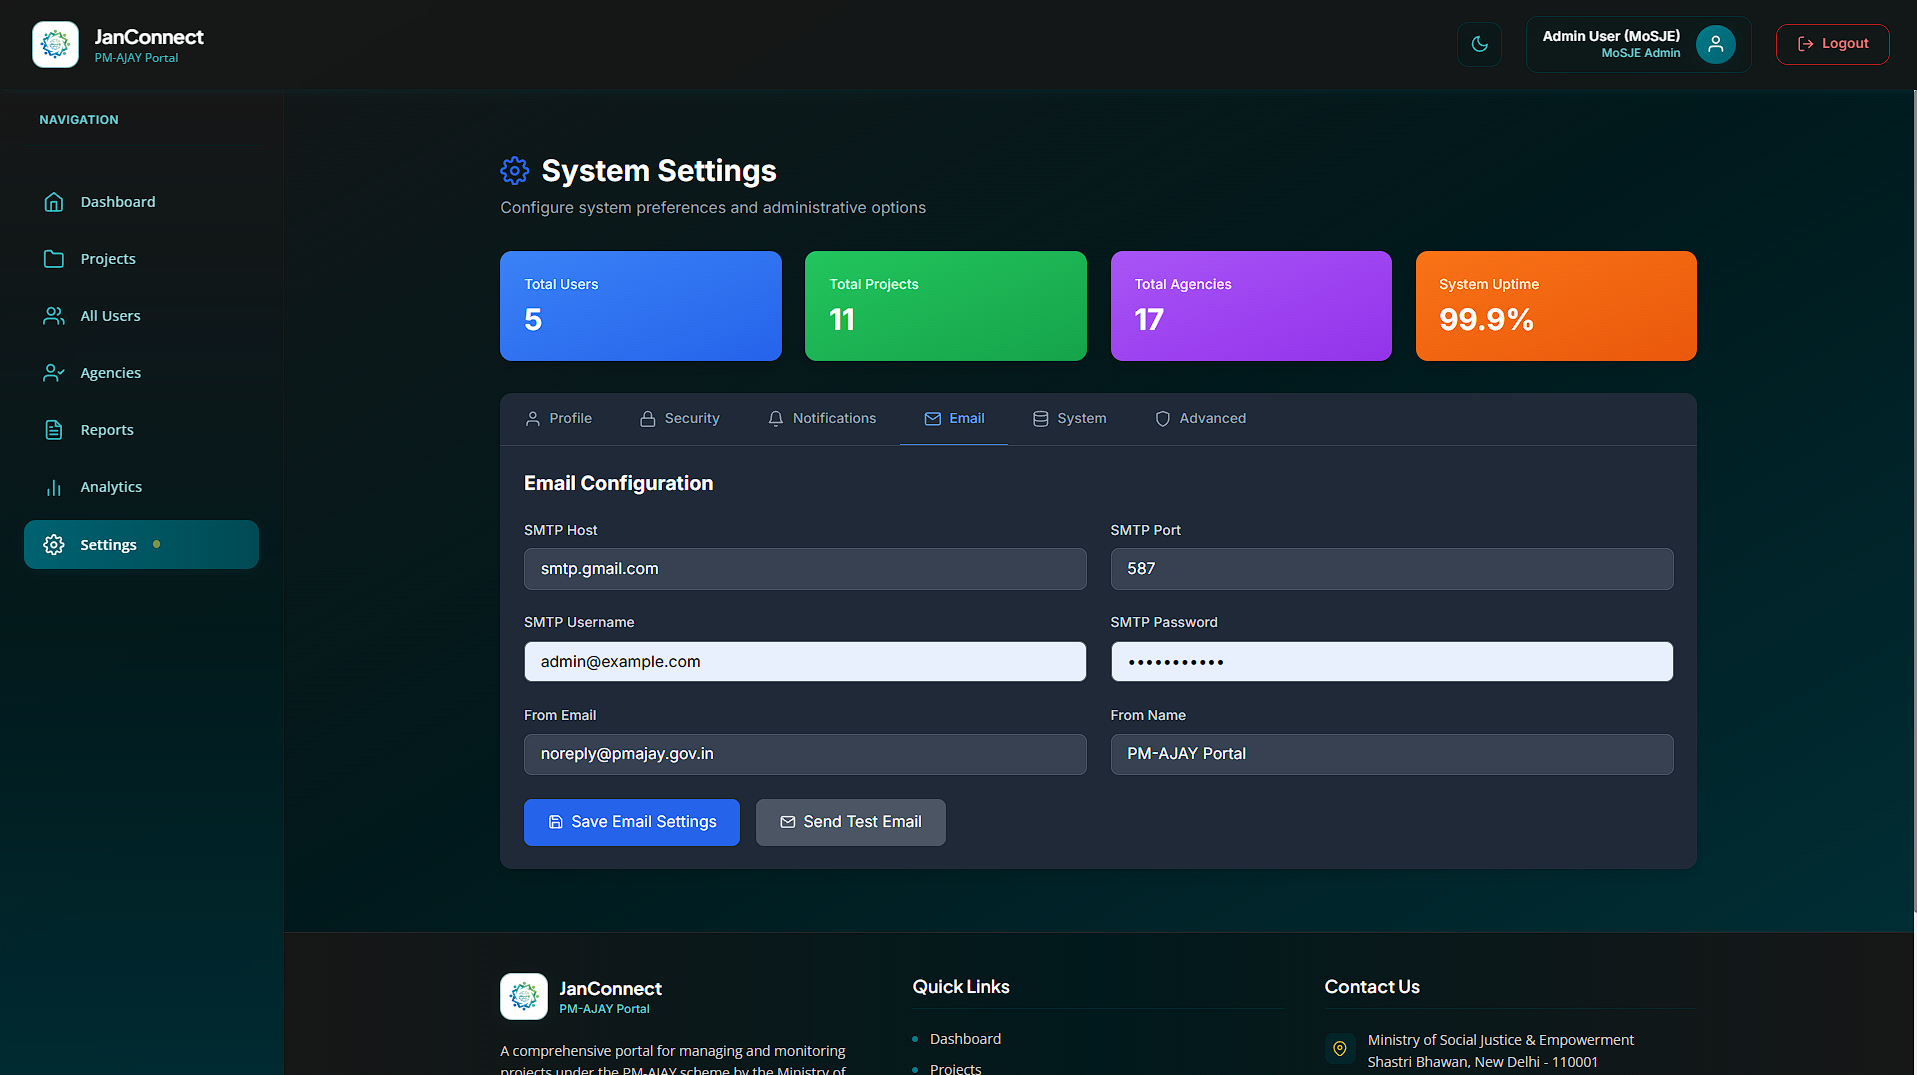 JanConnect
PM-AJAY Portal
Admin User (MoSJE)
MoSJE Admin
Logout
NAVIGATION
Dashboard
Projects
All Users
Agencies
Reports
Analytics
Settings
System Settings
Configure system preferences and administrative options
Total Users
5
Total Projects
11
Total Agencies
17
System Uptime
99.9%
Profile
Security
Notifications
Email
System
Advanced
Email Configuration
SMTP Host
smtp.gmail.com
SMTP Port
587
SMTP Username
admin@example.com
SMTP Password
•••••••••••
From Email
noreply@pmajay.gov.in
From Name
PM-AJAY Portal
Save Email Settings
Send Test Email
JanConnect
PM-AJAY Portal
A comprehensive portal for managing and monitoring
projects under the PM-AJAY scheme by the Ministry of
Quick Links
Dashboard
Projects
Contact Us
Ministry of Social Justice & Empowerment
Shastri Bhawan, New Delhi - 110001